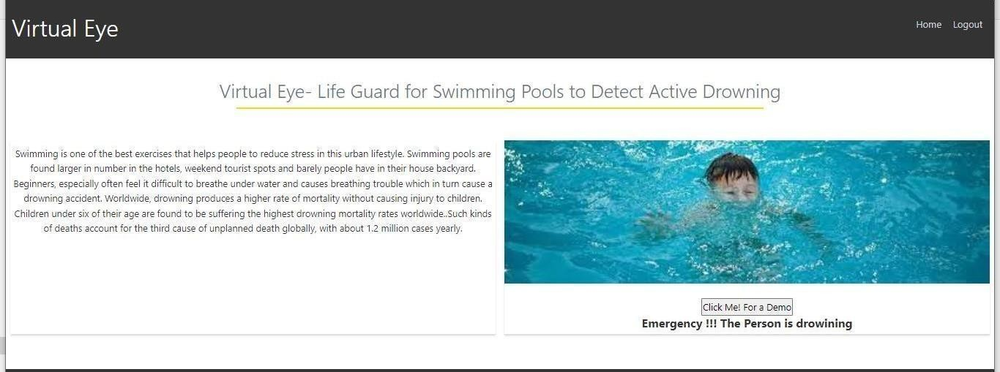 Virtual Eye
Home Logout
Virtual Eye- Life Guard for Swimming Pools to Detect Active Drowning
Swimming is one of the best exercises that helps people to reduce stress in this urban lifestyle. Swimming pools are
found larger in number in the hotels, weekend tourist spots and barely people have in their house backyard.
Beginners, especially often feel it difficult to breathe under water and causes breathing trouble which in turn cause a
drowning accident. Worldwide, drowning produces a higher rate of mortality without causing injury to children.
Children under six of their age are found to be suffering the highest drowning mortality rates worldwide..Such kinds
of deaths account for the third cause of unplanned death globally, with about 1.2 million cases yearly.
Click Me! For a Demo
Emergency !!! The Person is drowining